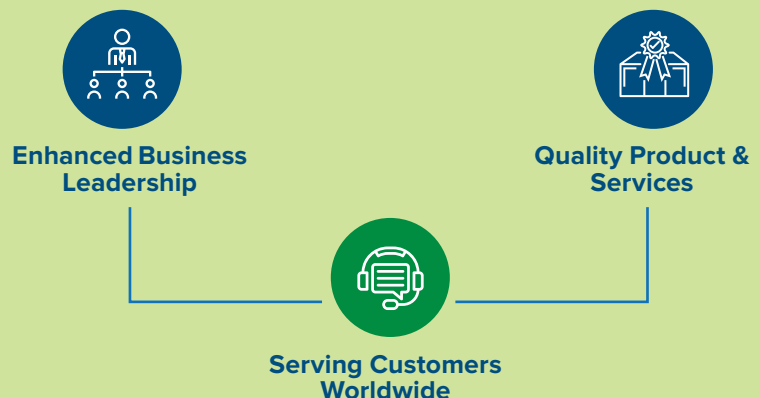 Enhanced Business
Leadership
Quality Product &
Services
Serving Customers
Worldwide